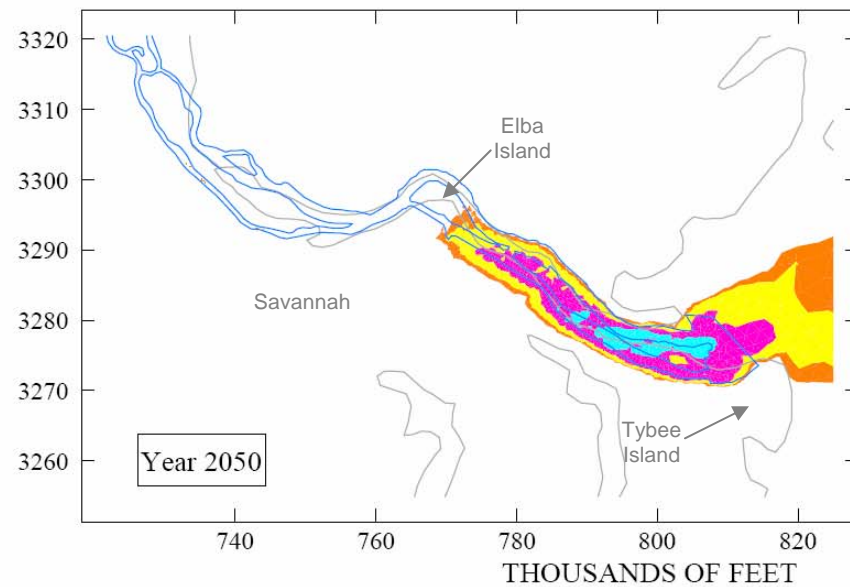 3320
3310
Elba
Island
3300
3290
Savannah
3280
3270
Tybee
Island
3260
Year 2050
740
760
780
800
820
THOUSANDS OF FEET